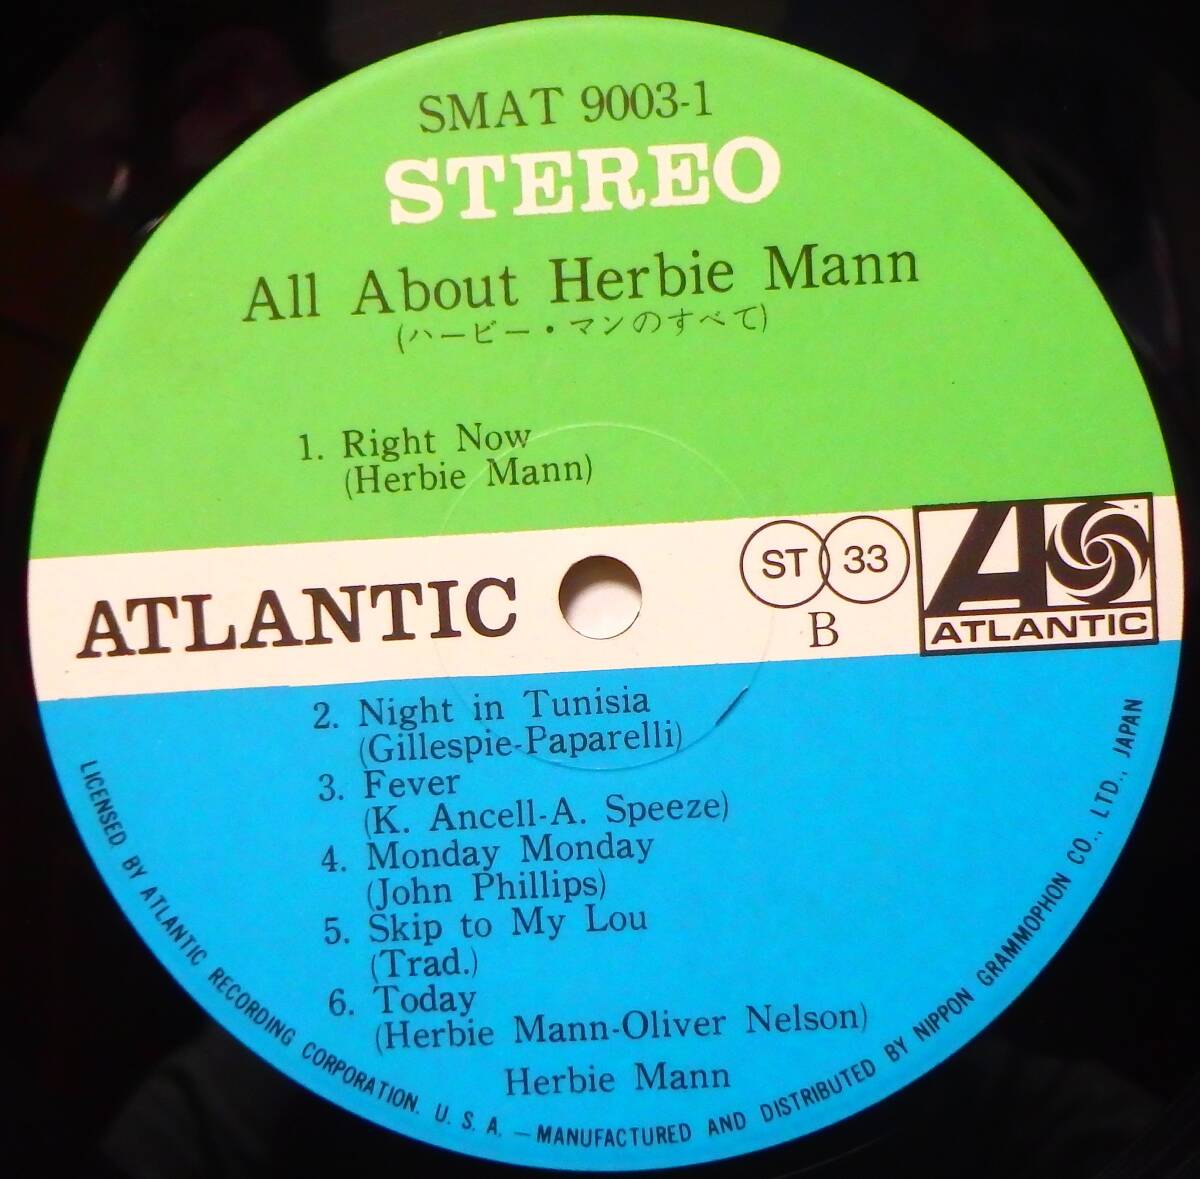 SMAT 9003-1
STEREO
All About Herbie Mann
(ハービー・マンのすべて)
1. Right Now
(Herbie Mann)
ATLANTIC
ST 33
B
ATLANTIC
2. Night in Tunisia
(Gillespie-Paparelli)
3. Fever
(K. Ancell-A. Speeze)
4. Monday Monday
(John Phillips)
5. Skip to My Lou
(Trad.)
6. Today
(Herbie Mann-Oliver Nelson)
Herbie Mann
LICENSED BY ATLANTIC RECORDING CORPORATION. U. S. A. — MANUFACTURED AND DISTRIBUTED BY NIPPON GRAMMOPHON CO., LTD., JAPAN